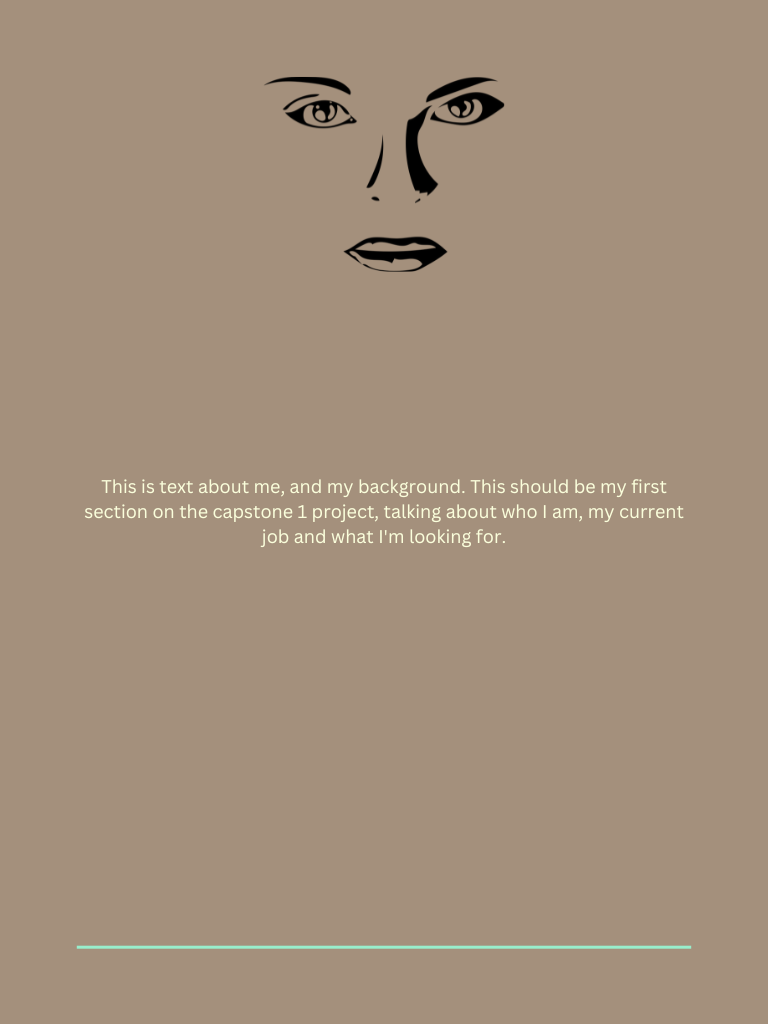 This is text about me, and my background. This should be my first
section on the capstone 1 project, talking about who I am, my current
job and what I'm looking for.